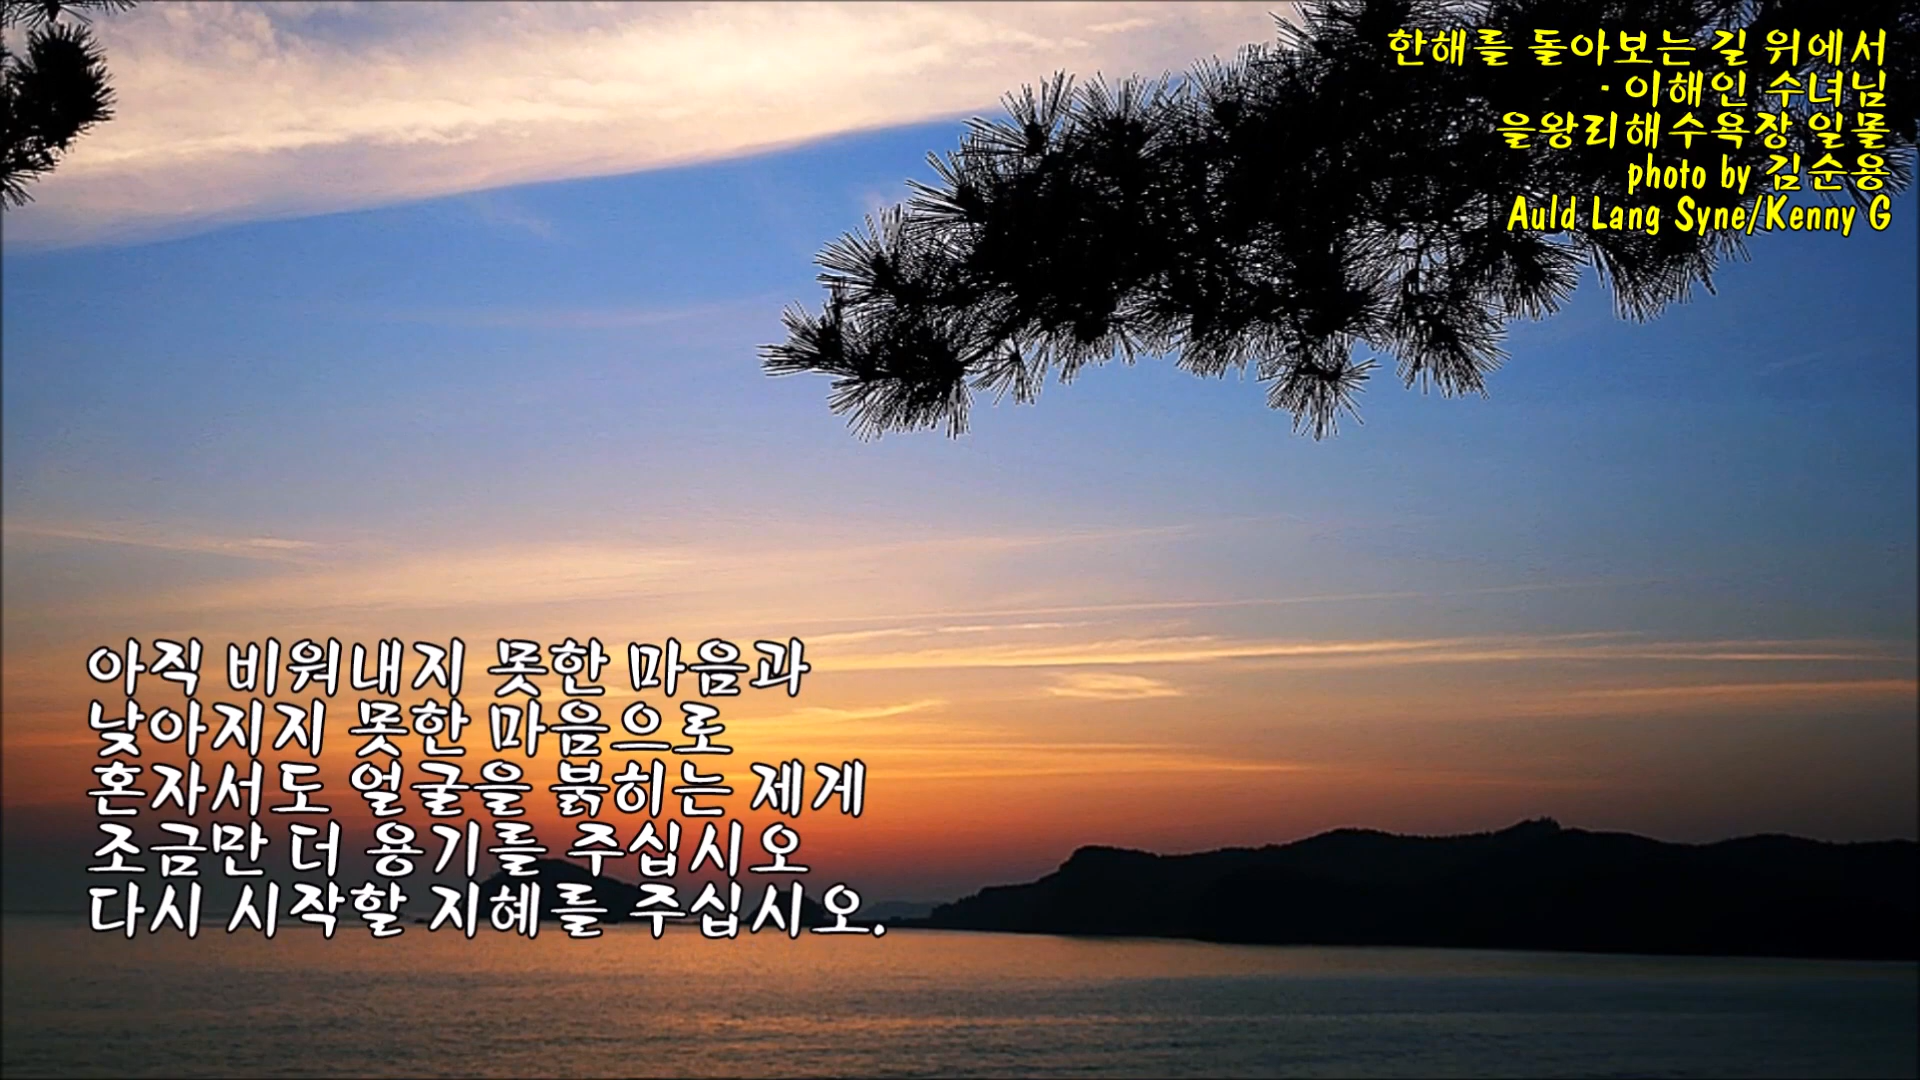 한해를 돌아보는 길 위에서
- 이해인 수녀님
을왕리해수욕장 일몰
photo by 김순용
Auld Lang Syne/Kenny G
아직 비워내지 못한 마음과
낮아지지 못한 마음으로
혼자서도 얼굴을 붉히는 제게
조금만 더 용기를 주십시오
다시 시작할 지혜를 주십시오.